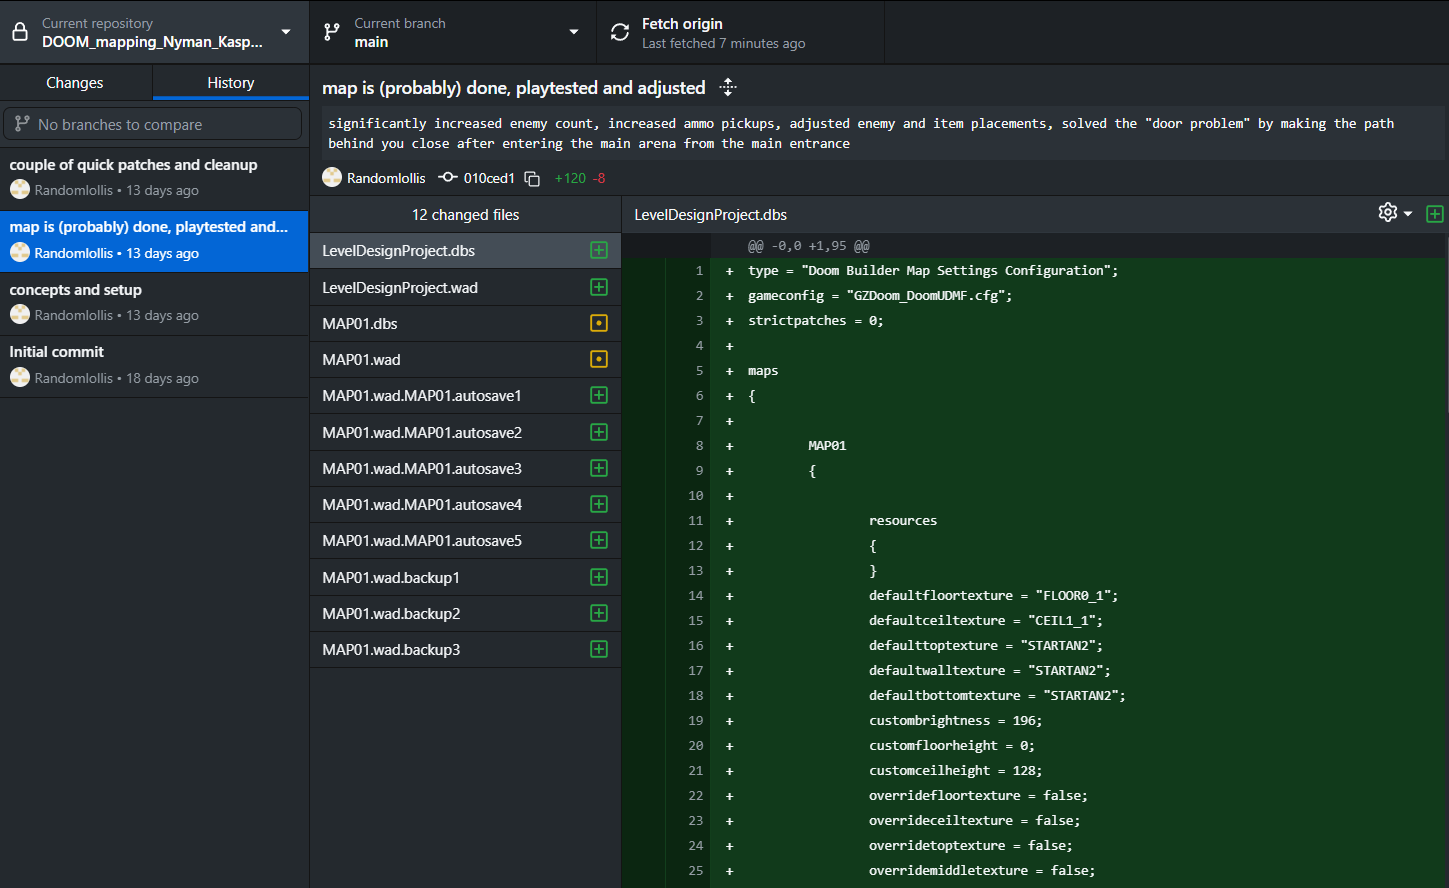 Current repository
DOOM_mapping_Nyman_Kasp...
Current branch
main
Fetch origin
Last fetched 7 minutes ago
Changes
History
No branches to compare
couple of quick patches and cleanup
Randomlollis • 13 days ago
map is (probably) done, playtested and...
Randomlollis • 13 days ago
concepts and setup
Randomlollis • 13 days ago
Initial commit
Randomlollis • 18 days ago
map is (probably) done, playtested and adjusted
significantly increased enemy count, increased ammo pickups, adjusted enemy and item placements, solved the "door problem" by making the path
behind you close after entering the main arena from the main entrance
Randomlollis 010ced1 +120 -8
12 changed files
LevelDesignProject.dbs
LevelDesignProject.wad
MAP01.dbs
MAP01.wad
MAP01.wad.MAP01.autosave1
MAP01.wad.MAP01.autosave2
MAP01.wad.MAP01.autosave3
MAP01.wad.MAP01.autosave4
MAP01.wad.MAP01.autosave5
MAP01.wad.backup1
MAP01.wad.backup2
MAP01.wad.backup3
LevelDesignProject.dbs
@@ -0,0 +1,95 @@
1 + type = "Doom Builder Map Settings Configuration";
2 + gameconfig = "GZDoom_DoomUDMF.cfg";
3 + strictpatches = 0;
4 +
5 + maps
6 + {
7 +
8 + MAP01
9 + {
10 +
11 + resources
12 + {
13 + }
14 + defaultfloortexture = "FLOOR0_1";
15 + defaultceiltexture = "CEIL1_1";
16 + defaulttoptexture = "STARTAN2";
17 + defaultwalltexture = "STARTAN2";
18 + defaultbottomtexture = "STARTAN2";
19 + custombrightness = 196;
20 + customfloorheight = 0;
21 + customceilheight = 128;
22 + overridefloortexture = false;
23 + overrideceiltexture = false;
24 + overridetoptexture = false;
25 + overridemiddletexture = false;